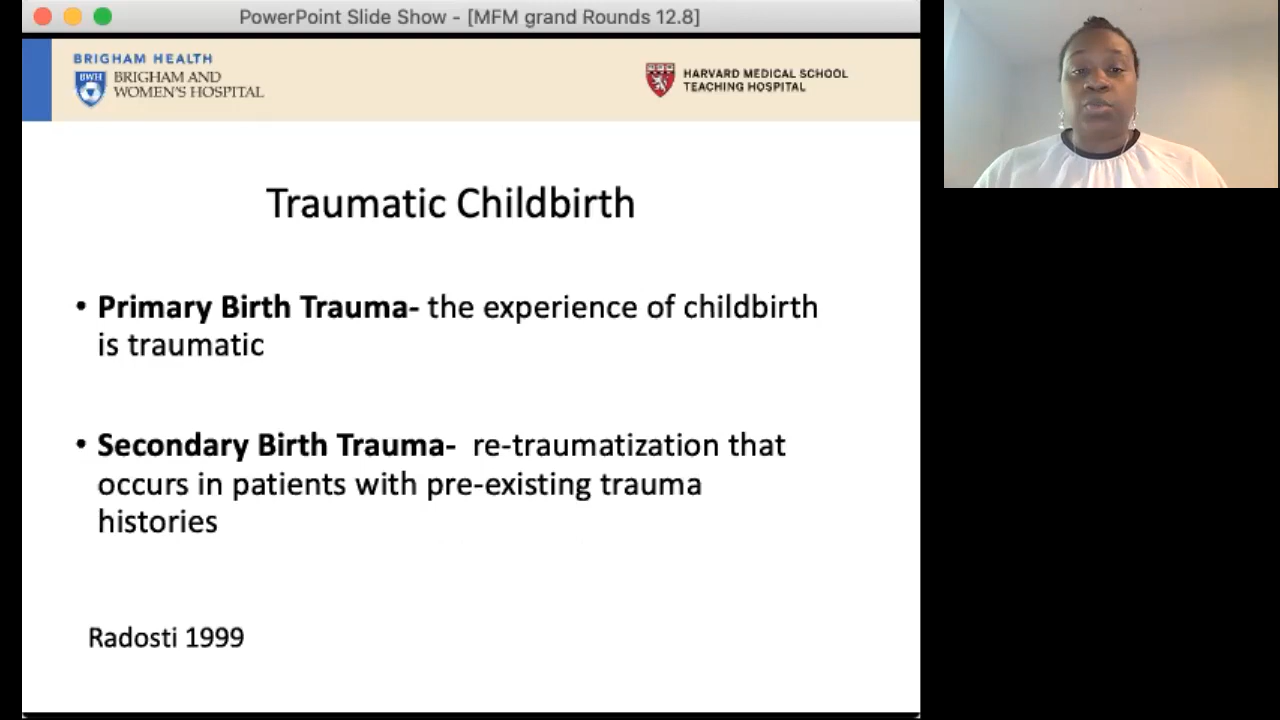 PowerPoint Slide Show - [MFM grand Rounds 12.8]
BRIGHAM HEALTH
BWH
BRIGHAM AND
WOMEN'S HOSPITAL
HARVARD MEDICAL SCHOOL
TEACHING HOSPITAL
Traumatic Childbirth
• Primary Birth Trauma- the experience of childbirth
is traumatic
• Secondary Birth Trauma- re-traumatization that
occurs in patients with pre-existing trauma
histories
Radosti 1999